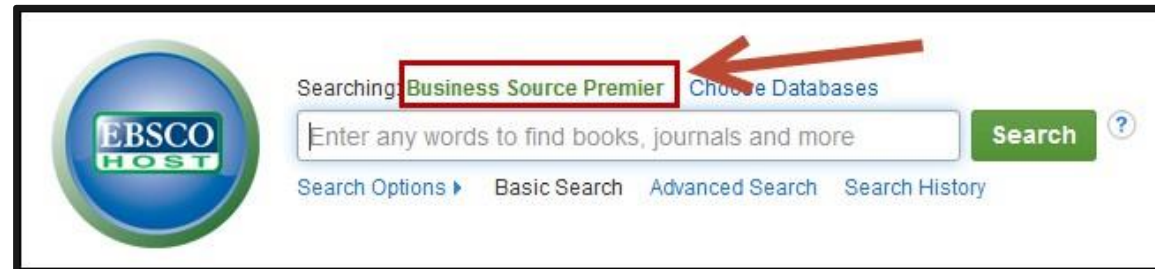 EBSCO
HOST
Searching: Business Source Premier Choose Databases
Enter any words to find books, journals and more
Search
?
Search Options Basic Search Advanced Search Search History